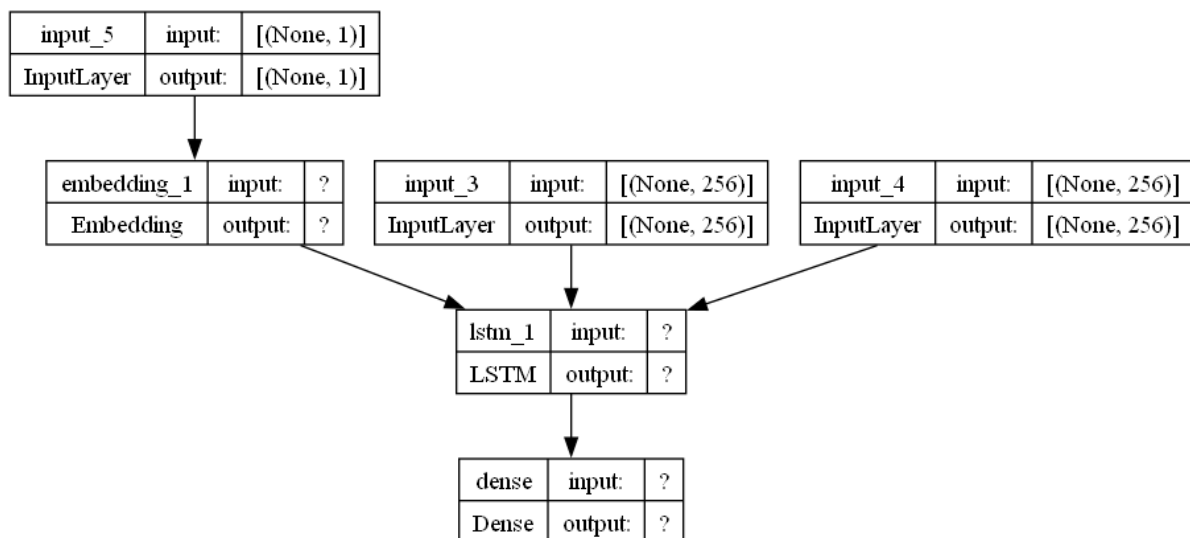 input_5 input: [(None, 1)]
InputLayer output: [(None, 1)]
embedding_1 input: ?
Embedding output: ?
input_3 input: [(None, 256)]
InputLayer output: [(None, 256)]
input_4 input: [(None, 256)]
InputLayer output: [(None, 256)]
lstm_1 input: ?
LSTM output: ?
dense input: ?
Dense output: ?